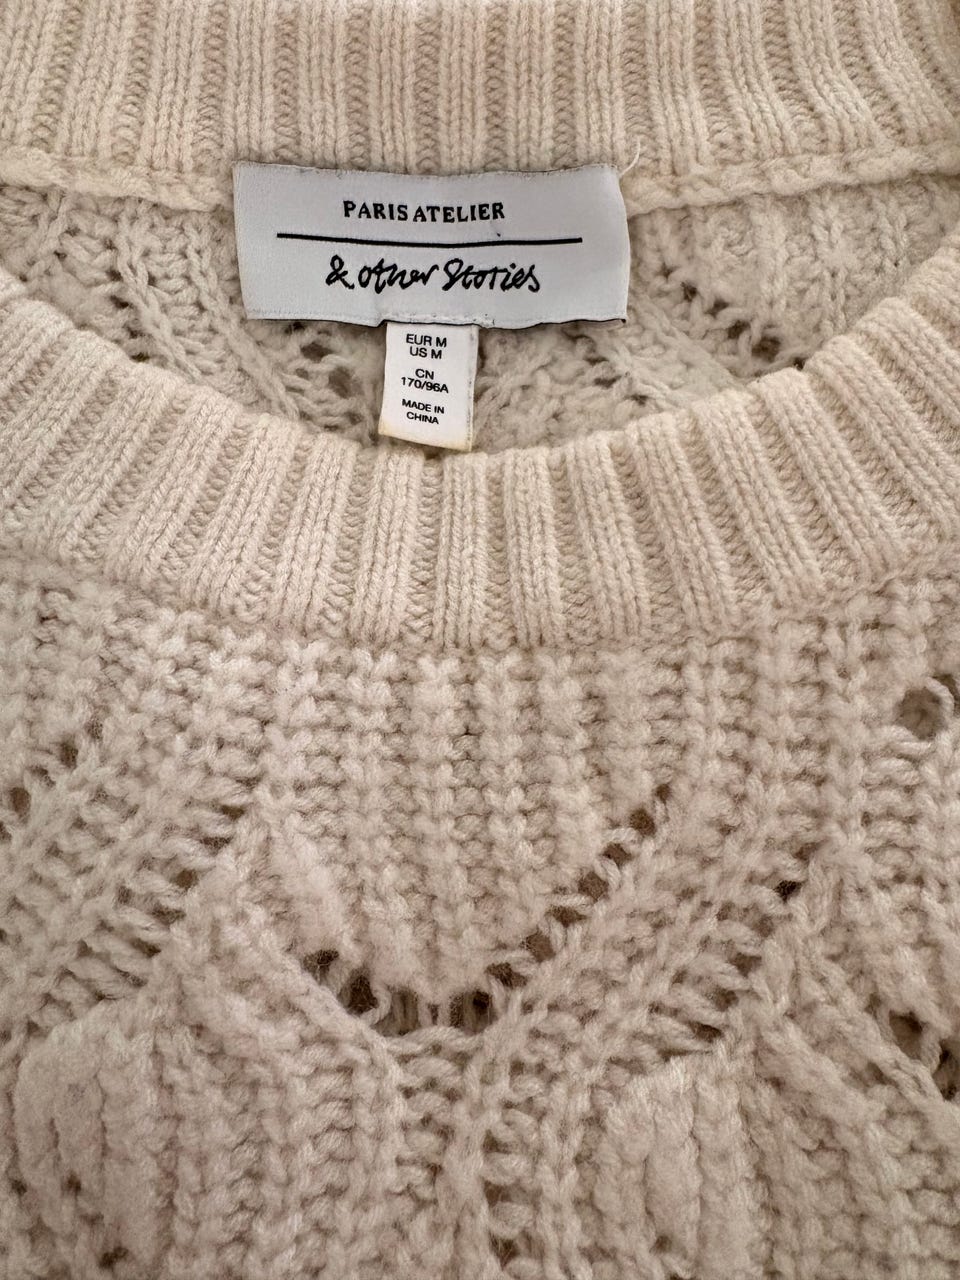 PARIS ATELIER
& other Stories
EUR M
US M
CN
170/96A
MADE IN
CHINA